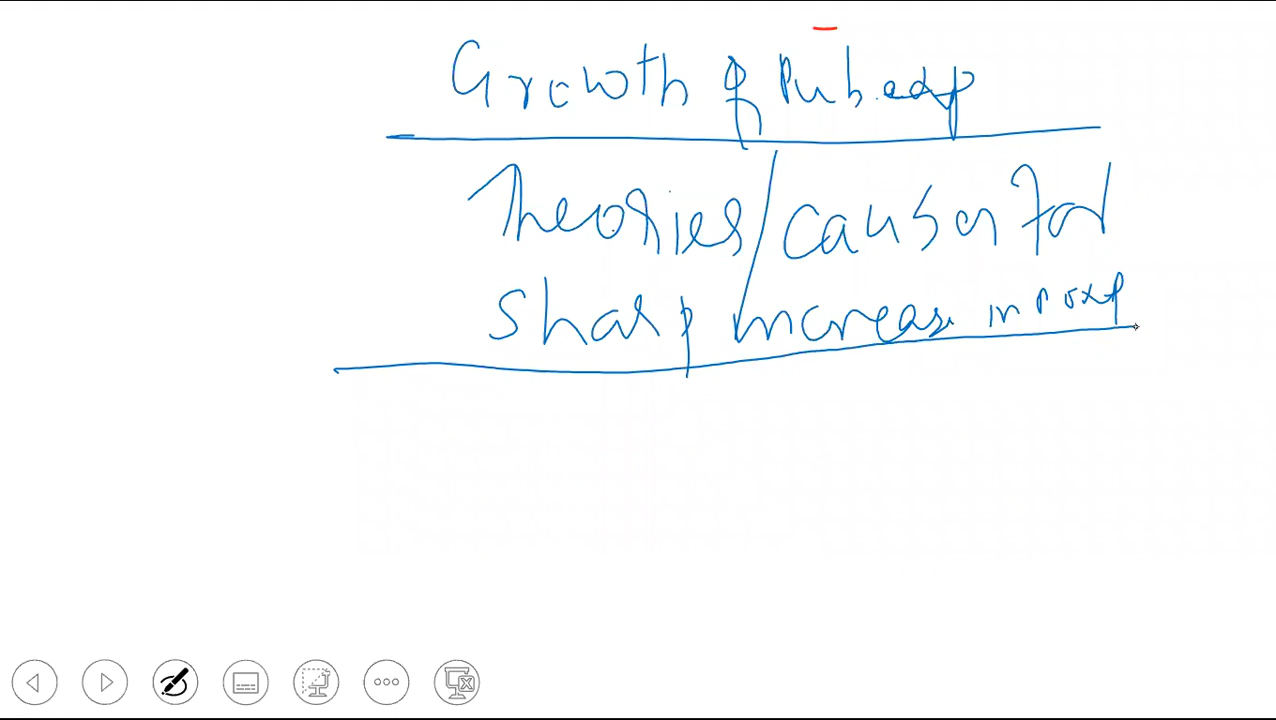 Growth of Pub.exp
Theories/causes for
sharp increase in P exp